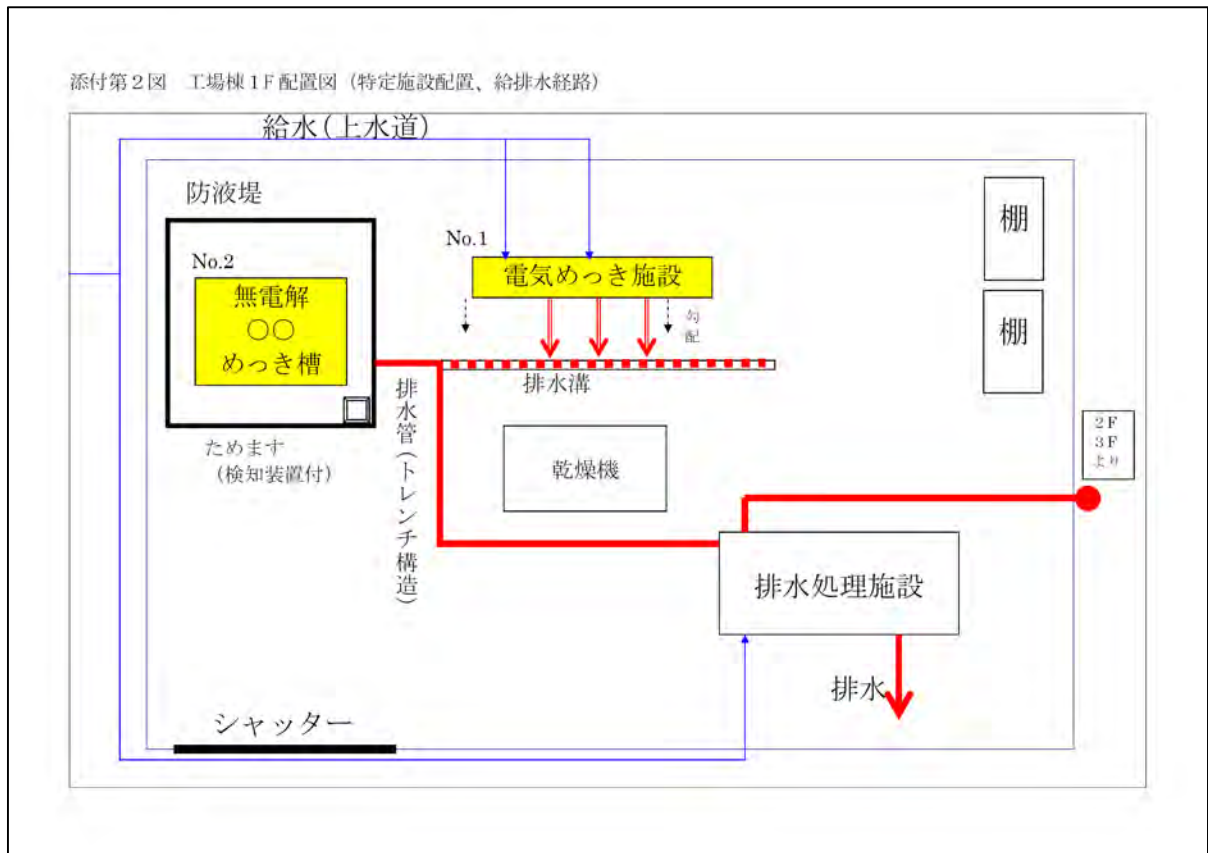 添付第2図 工場棟1F配置図(特定施設配置、給排水経路)
給水(上水道)
防液堤
No.2
無電解
○○
めっき槽
ためます
(検知装置付)
No.1
電気めっき施設
勾配
排水溝
排水管(トレンチ構造)
乾燥機
棚
棚
2F
3F
より
排水処理施設
排水
シャッター